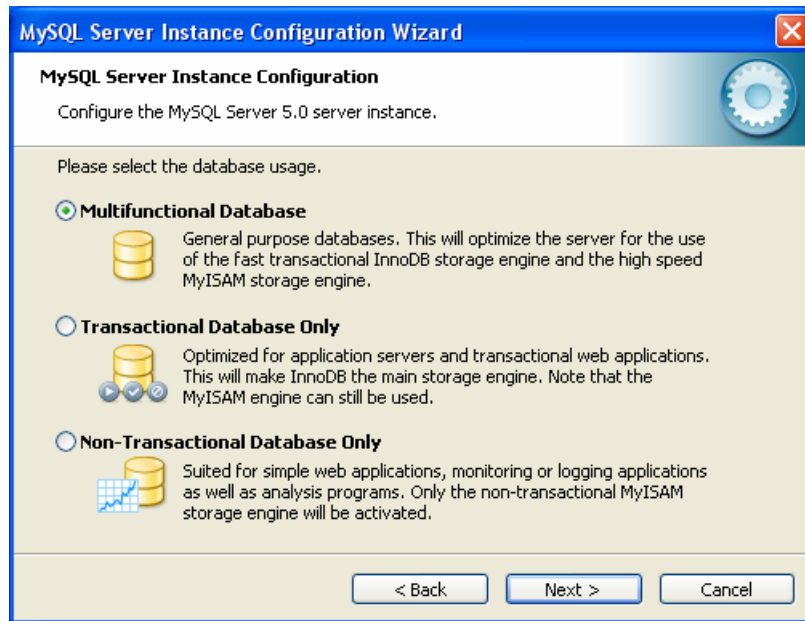 MySQL Server Instance Configuration Wizard
MySQL Server Instance Configuration
Configure the MySQL Server 5.0 server instance.
Please select the database usage.
Multifunctional Database
General purpose databases. This will optimize the server for the use
of the fast transactional InnoDB storage engine and the high speed
MyISAM storage engine.
Transactional Database Only
Optimized for application servers and transactional web applications.
This will make InnoDB the main storage engine. Note that the
MyISAM engine can still be used.
Non-Transactional Database Only
Suited for simple web applications, monitoring or logging applications
as well as analysis programs. Only the non-transactional MyISAM
storage engine will be activated.
< Back Next > Cancel